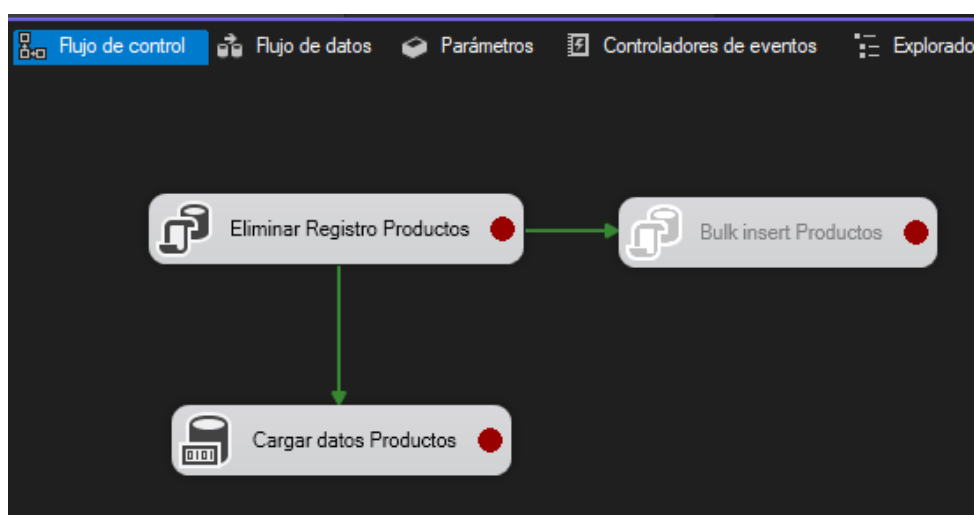 Flujo de control
Flujo de datos
Parámetros
Controladores de eventos
Explorado
Eliminar Registro Productos
Bulk insert Productos
Cargar datos Productos
0101